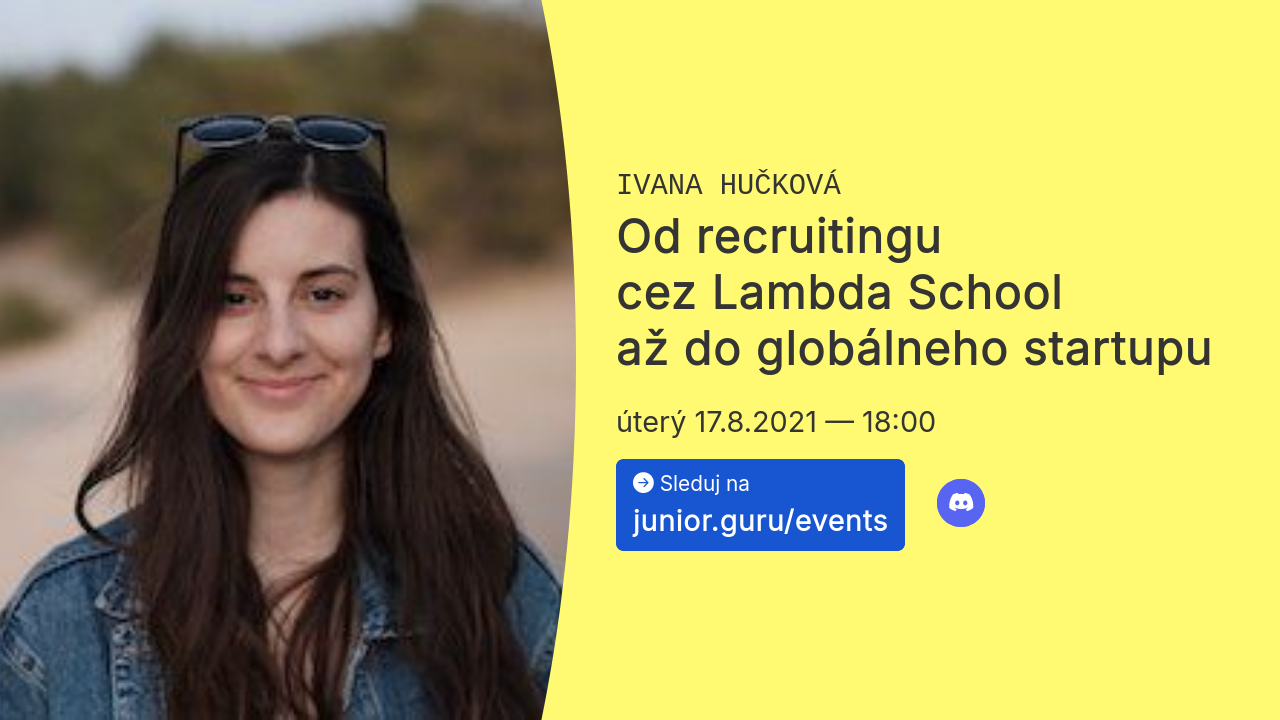 IVANA HUČKOVÁ
Od recruitingu
cez Lambda School
až do globálneho startupu
úterý 17.8.2021 — 18:00
Sleduj na
junior.guru/events